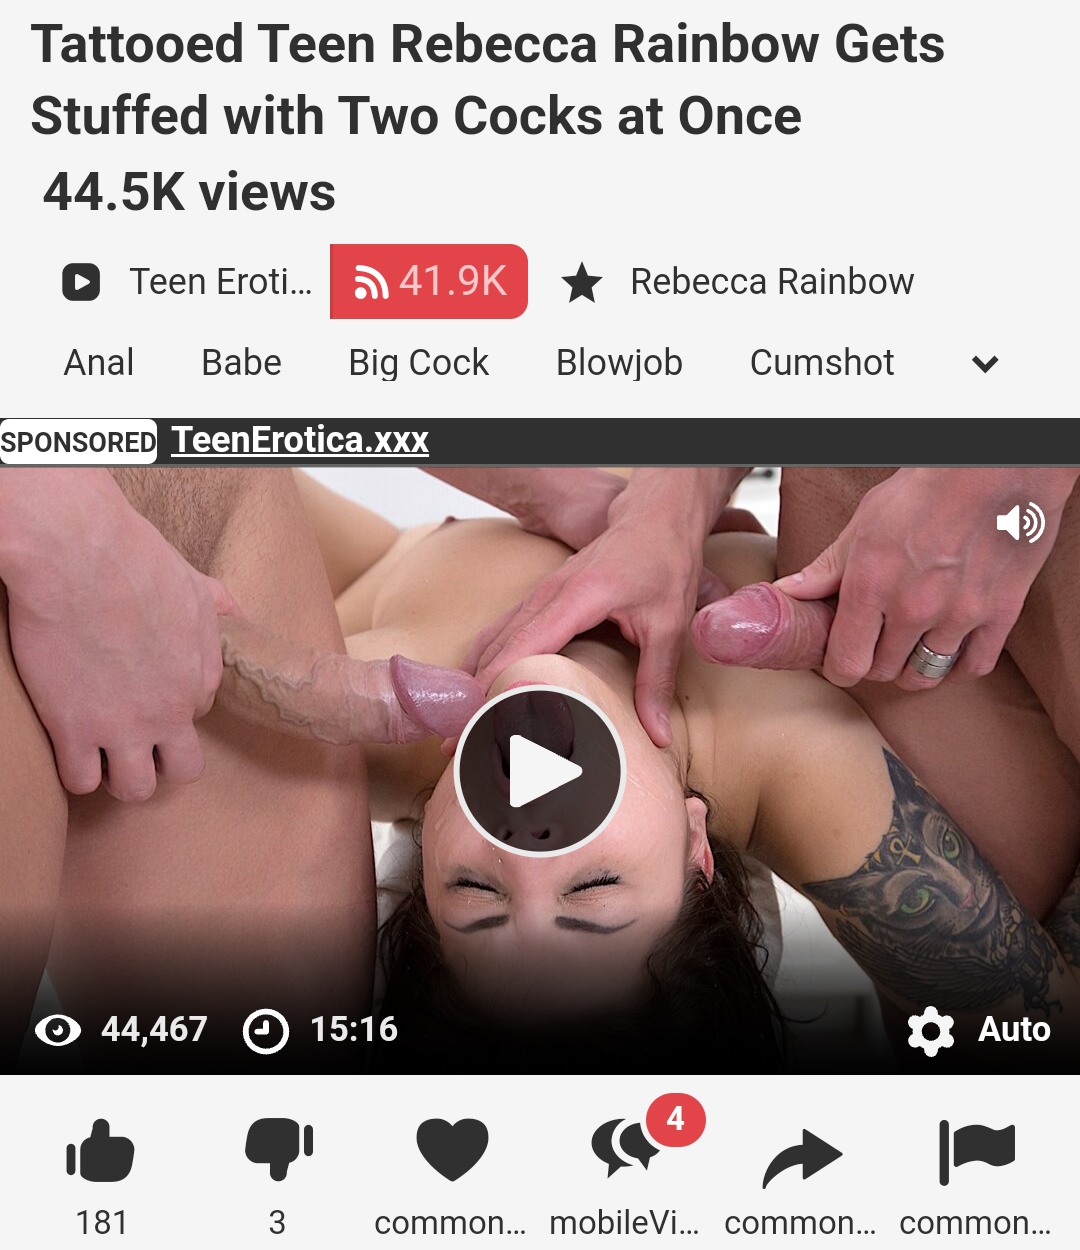 Tattooed Teen Rebecca Rainbow Gets
Stuffed with Two Cocks at Once
44.5K views
Teen Eroti... 41.9K Rebecca Rainbow
Anal Babe Big Cock Blowjob Cumshot
SPONSORED TeenErotica.xxx
44,467 15:16 Auto
4
181 3 common... mobileVi... common... common...